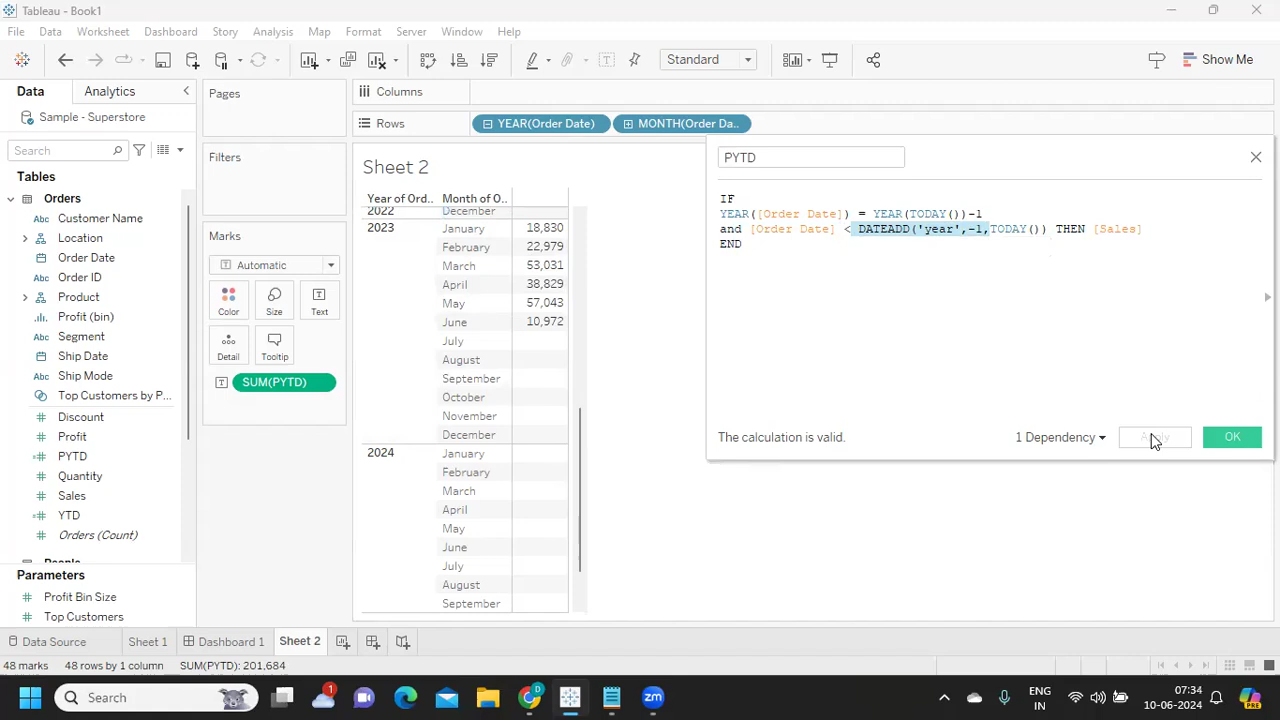 Tableau - Book1
File Data Worksheet Dashboard Story Analysis Map Format Server Window Help
Standard
Show Me
Data Analytics
Pages
Columns
Sample - Superstore
Rows
YEAR(Order Date)
MONTH(Order Da..
Search
Filters
Sheet 2
PYTD
Tables
Orders
Customer Name
Location
Order Date
Order ID
Product
Profit (bin)
Segment
Ship Date
Ship Mode
Top Customers by P...
Discount
Profit
PYTD
Quantity
Sales
YTD
Orders (Count)
People
Marks
Automatic
Color Size Text
Detail Tooltip
SUM(PYTD)
Year of Ord.. Month of O..
2022 December
2023 January 18,830
February 22,979
March 53,031
April 38,829
May 57,043
June 10,972
July
August
September
October
November
December
2024 January
February
March
April
May
June
July
August
September
IF
YEAR([Order Date]) = YEAR(TODAY())-1
and [Order Date] < DATEADD('year',-1,TODAY()) THEN [Sales]
END
The calculation is valid.
1 Dependency
Apply
OK
Parameters
Profit Bin Size
Top Customers
Data Source Sheet 1 Dashboard 1 Sheet 2
48 marks 48 rows by 1 column SUM(PYTD): 201,684
Search
1
D
zm
ENG
IN
07:34
10-06-2024
PRE